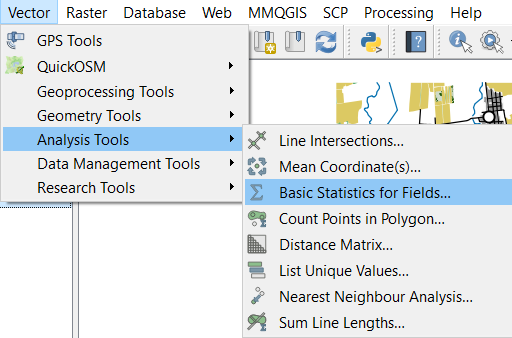 Vector Raster Database Web MMQGIS SCP Processing Help
GPS Tools
QuickOSM
Geoprocessing Tools
Geometry Tools
Analysis Tools
Data Management Tools
Research Tools
Line Intersections...
Mean Coordinate(s)...
Basic Statistics for Fields...
Count Points in Polygon...
Distance Matrix...
List Unique Values...
Nearest Neighbour Analysis...
Sum Line Lengths...